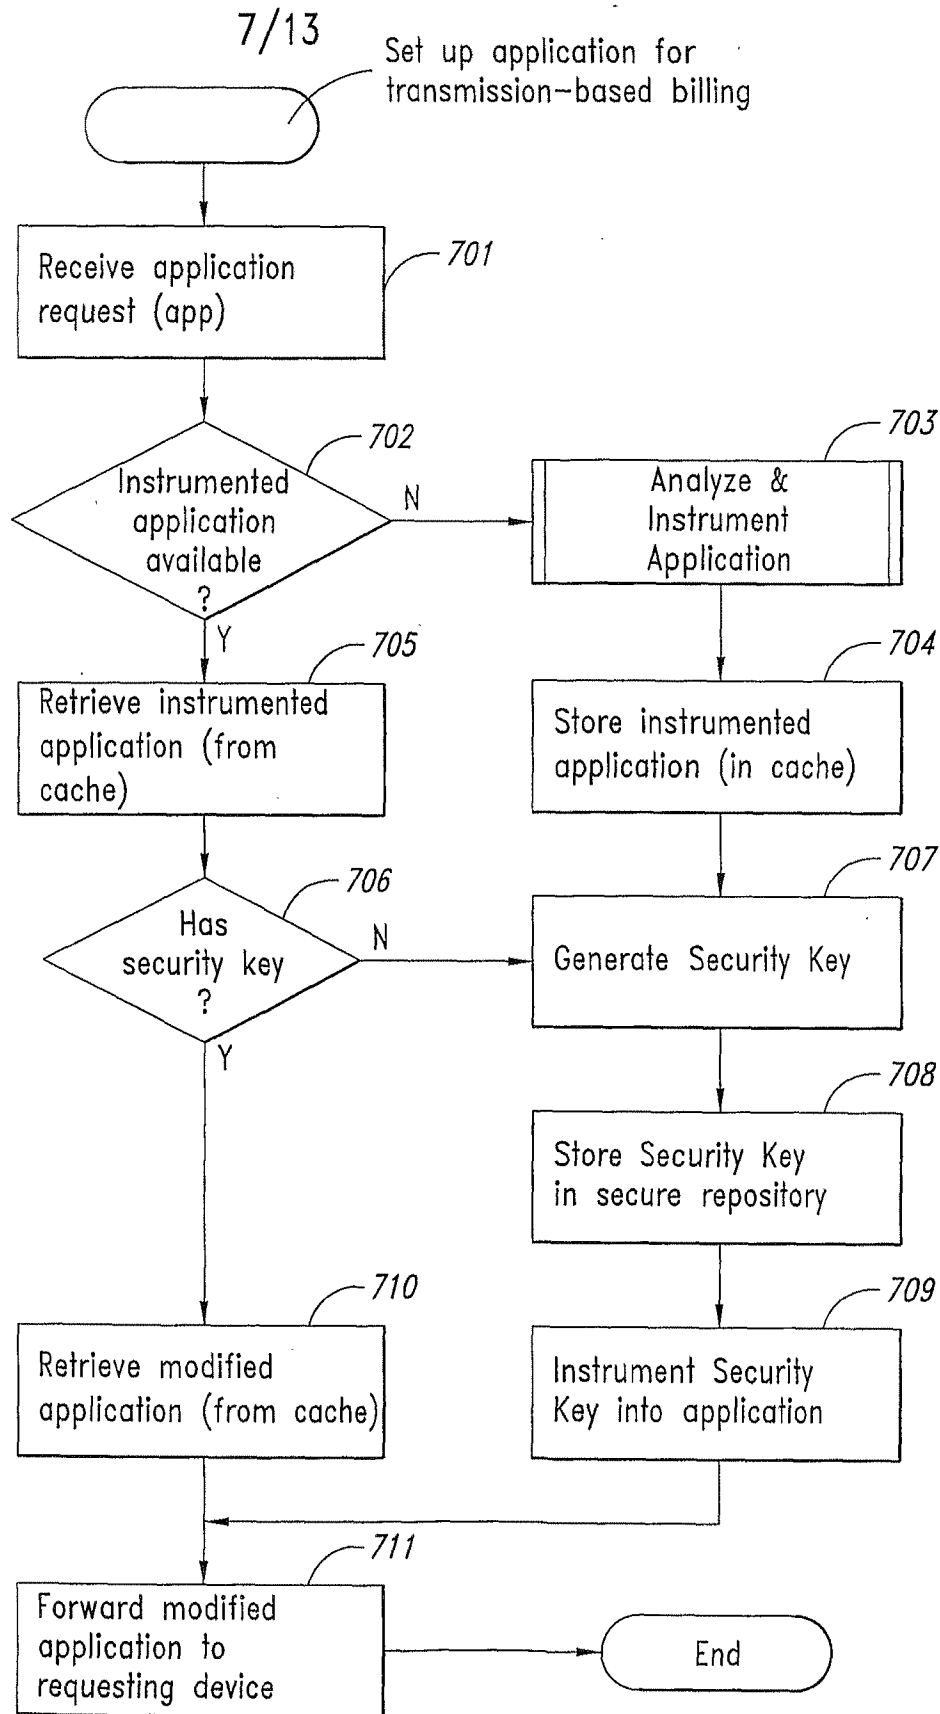 7/13
Set up application for
transmission-based billing
701
Receive application
request (app)
702
Instrumented
application
available
?
N
Y
703
Analyze &
Instrument
Application
705
Retrieve instrumented
application (from
cache)
704
Store instrumented
application (in cache)
706
Has
security key
?
N
Y
707
Generate Security Key
708
Store Security Key
in secure repository
710
Retrieve modified
application (from cache)
709
Instrument Security
Key into application
711
Forward modified
application to
requesting device
End